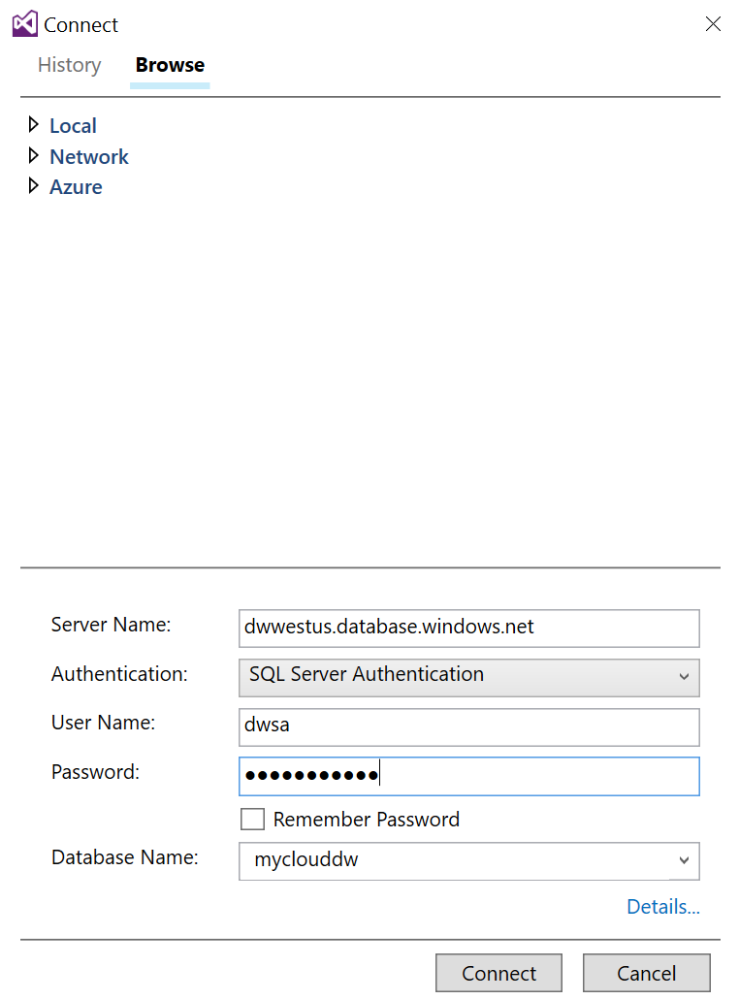 Connect
History Browse
Local
Network
Azure
Server Name: dwwestus.database.windows.net
Authentication: SQL Server Authentication
User Name: dwsa
Password: ●●●●●●●●●●●
Remember Password
Database Name: myclouddw
Details...
Connect Cancel